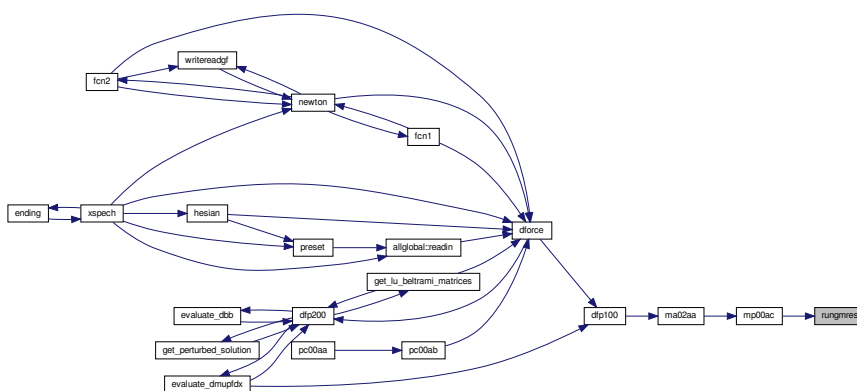 writereadgf
fcn2
newton
fcn1
ending
xspech
hesian
dforce
preset
allglobal::readin
get_lu_beltrami_matrices
evaluate_dbb
dfp200
dfp100
ma02aa
mp00ac
rungmres
get_perturbed_solution
pc00aa
pc00ab
evaluate_dmupfdx